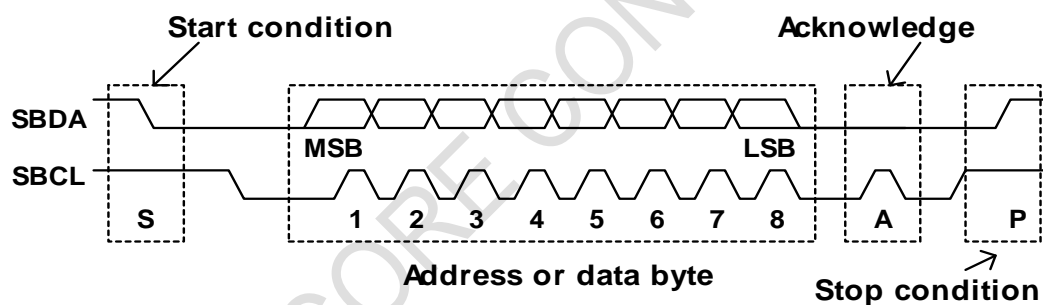 Start condition
Acknowledge
SBDA
MSB LSB
SBCL
S 1 2 3 4 5 6 7 8 A P
Address or data byte
Stop condition